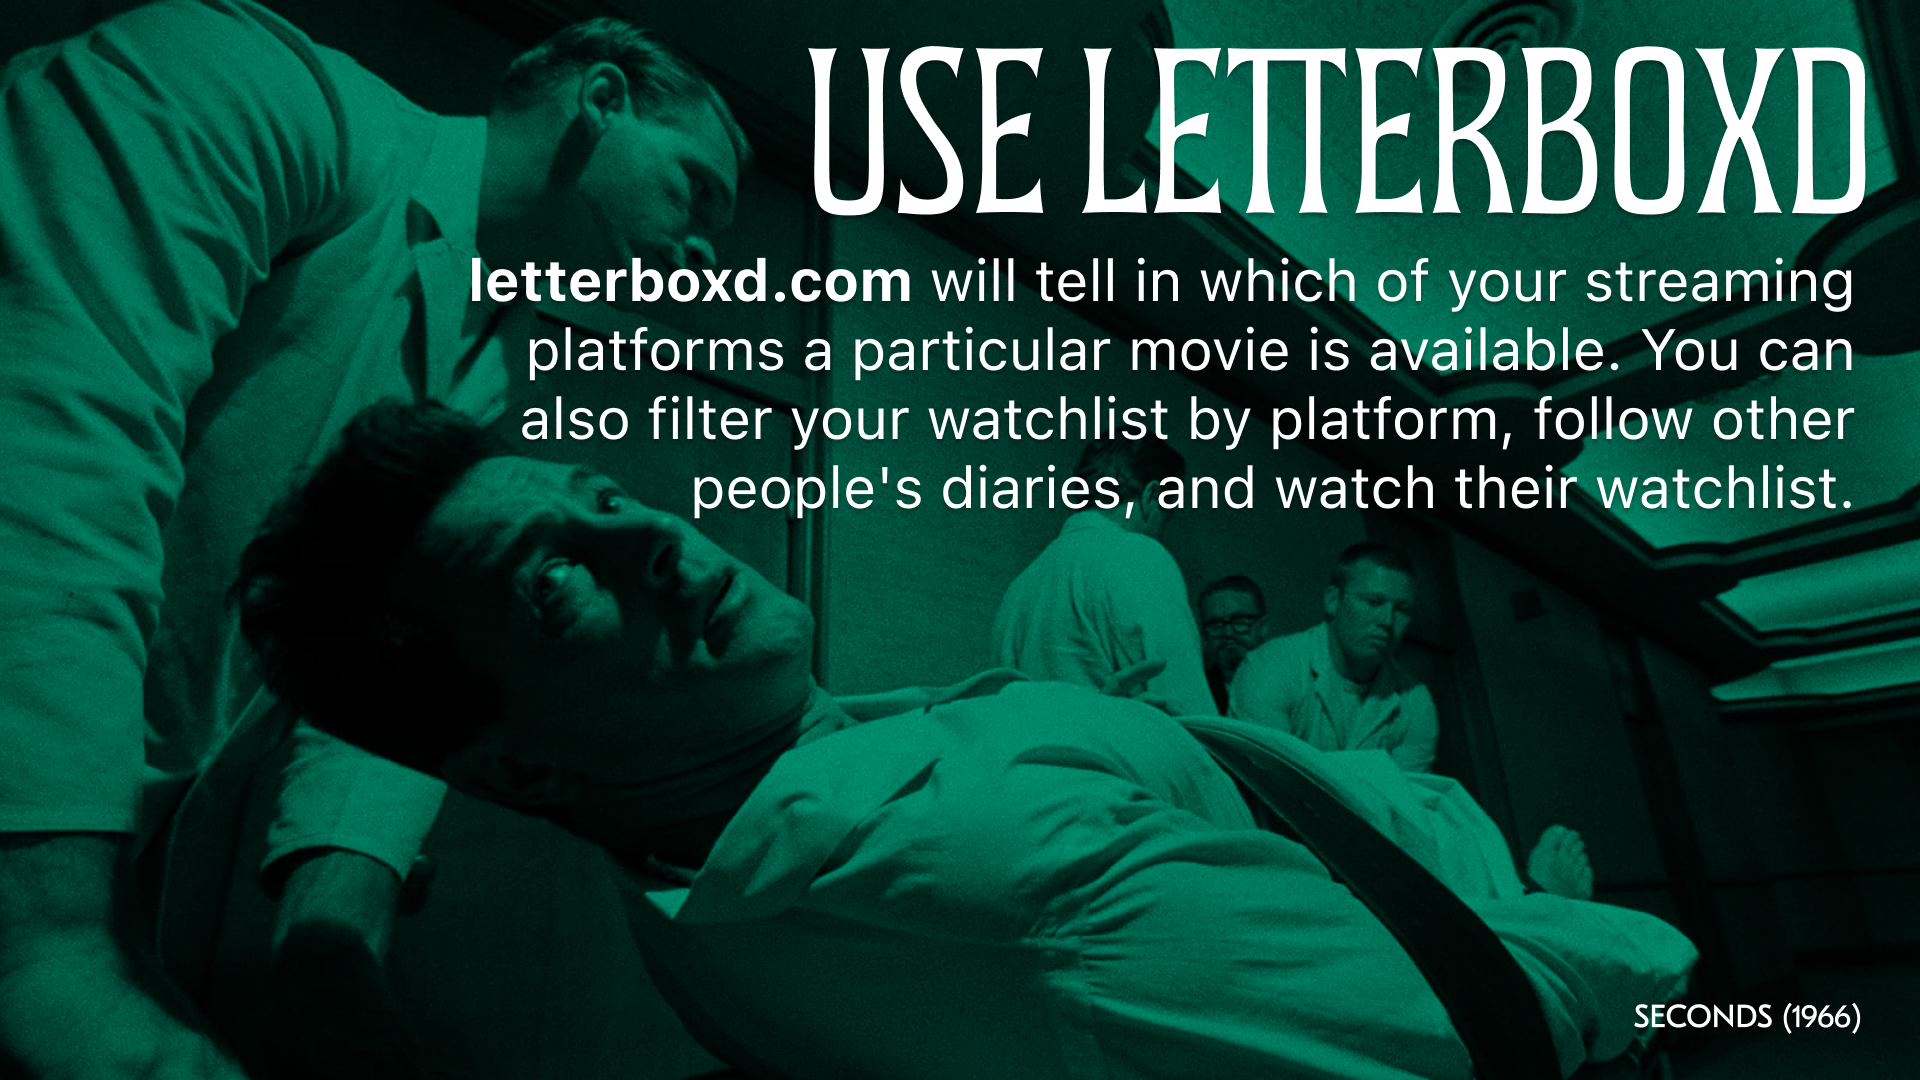 USE LETTERBOXD
letterboxd.com will tell in which of your streaming
platforms a particular movie is available. You can
also filter your watchlist by platform, follow other
people's diaries, and watch their watchlist.
SECONDS (1966)